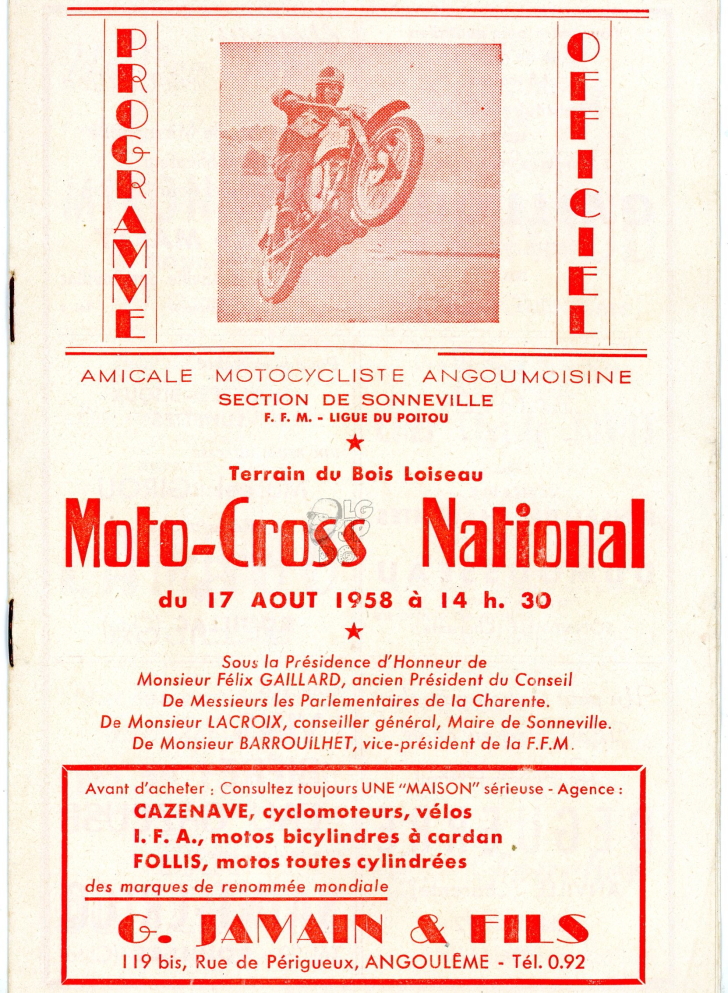 PROGRAMME
OFFICIEL
AMICALE MOTOCYCLISTE ANGOUMOISINE
SECTION DE SONNEVILLE
F. F. M. - LIGUE DU POITOU
Terrain du Bois Loiseau
Moto-Cross National
du 17 AOUT 1958 à 14 h. 30
Sous la Présidence d'Honneur de
Monsieur Félix GAILLARD, ancien Président du Conseil
De Messieurs les Parlementaires de la Charente.
De Monsieur LACROIX, conseiller général, Maire de Sonneville.
De Monsieur BARROUILHET, vice-président de la F.F.M.
Avant d'acheter : Consultez toujours UNE "MAISON" sérieuse - Agence :
CAZENAVE, cyclomoteurs, vélos
I. F. A., motos bicylindres à cardan
FOLLIS, motos toutes cylindrées
des marques de renommée mondiale
G. JAMAIN & FILS
119 bis, Rue de Périgueux, ANGOULÊME - Tél. 0.92